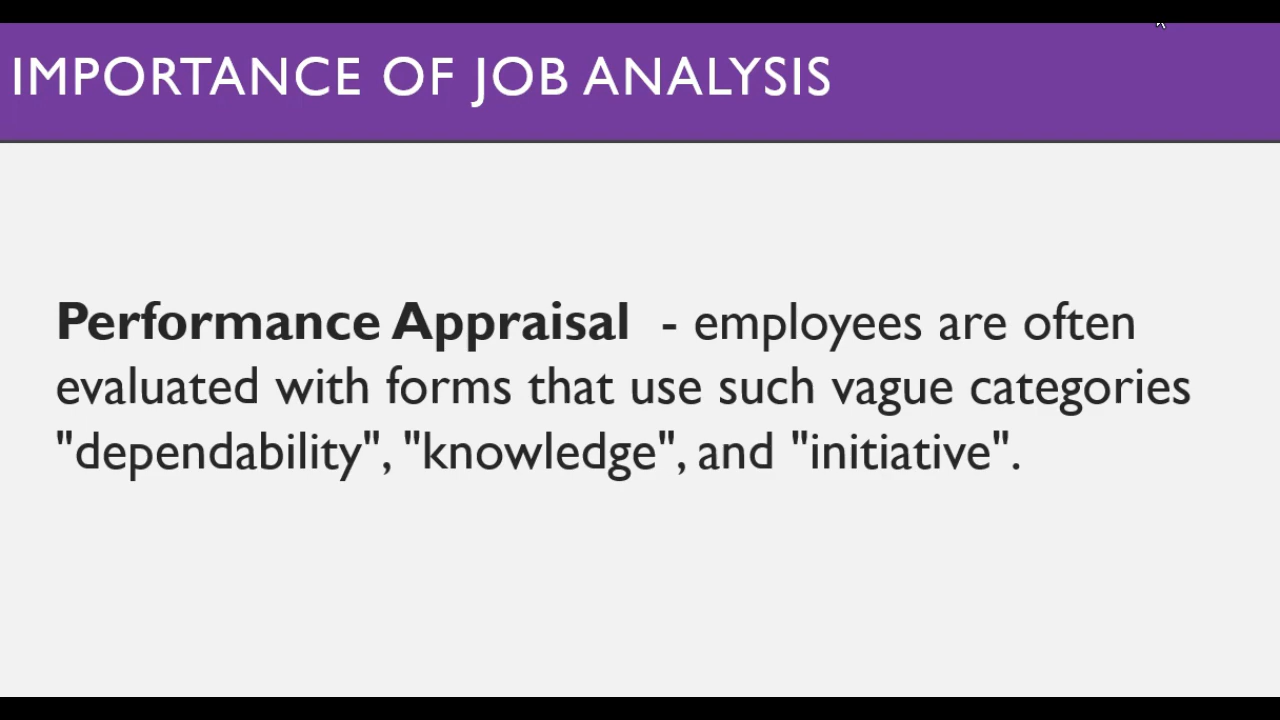 IMPORTANCE OF JOB ANALYSIS
Performance Appraisal - employees are often
evaluated with forms that use such vague categories
"dependability", "knowledge", and "initiative".